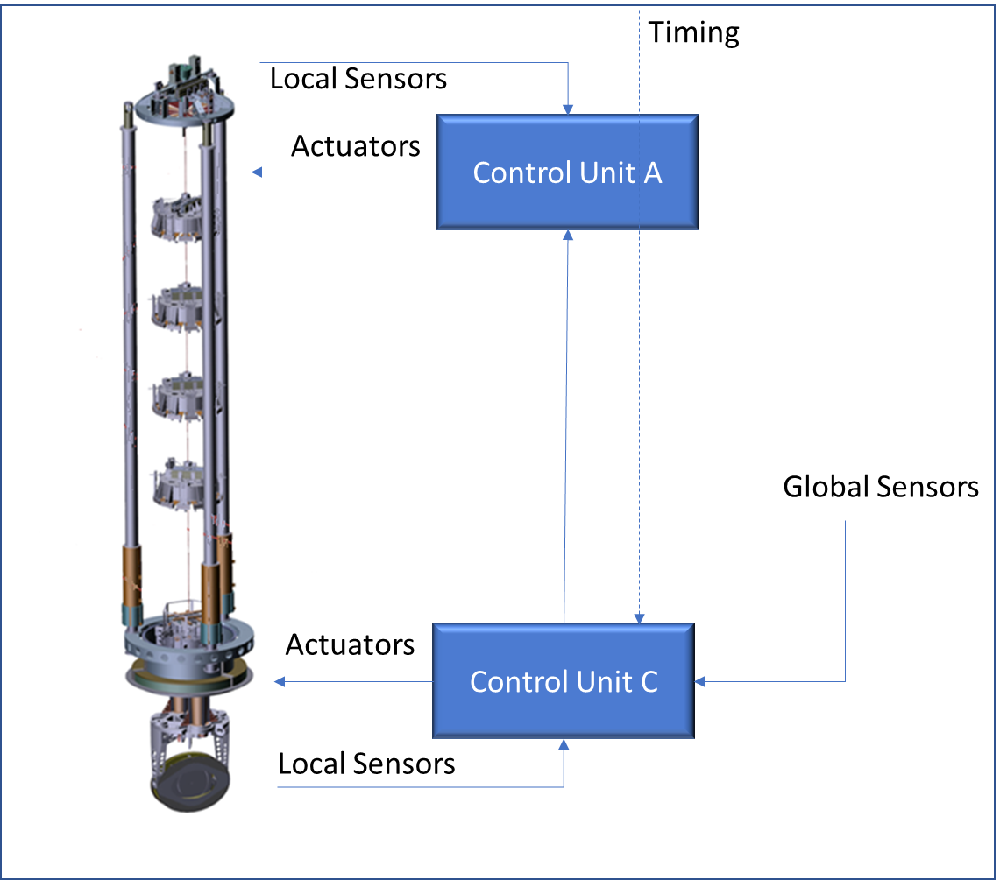 Timing
Local Sensors
Actuators
Control Unit A
Global Sensors
Actuators
Control Unit C
Local Sensors